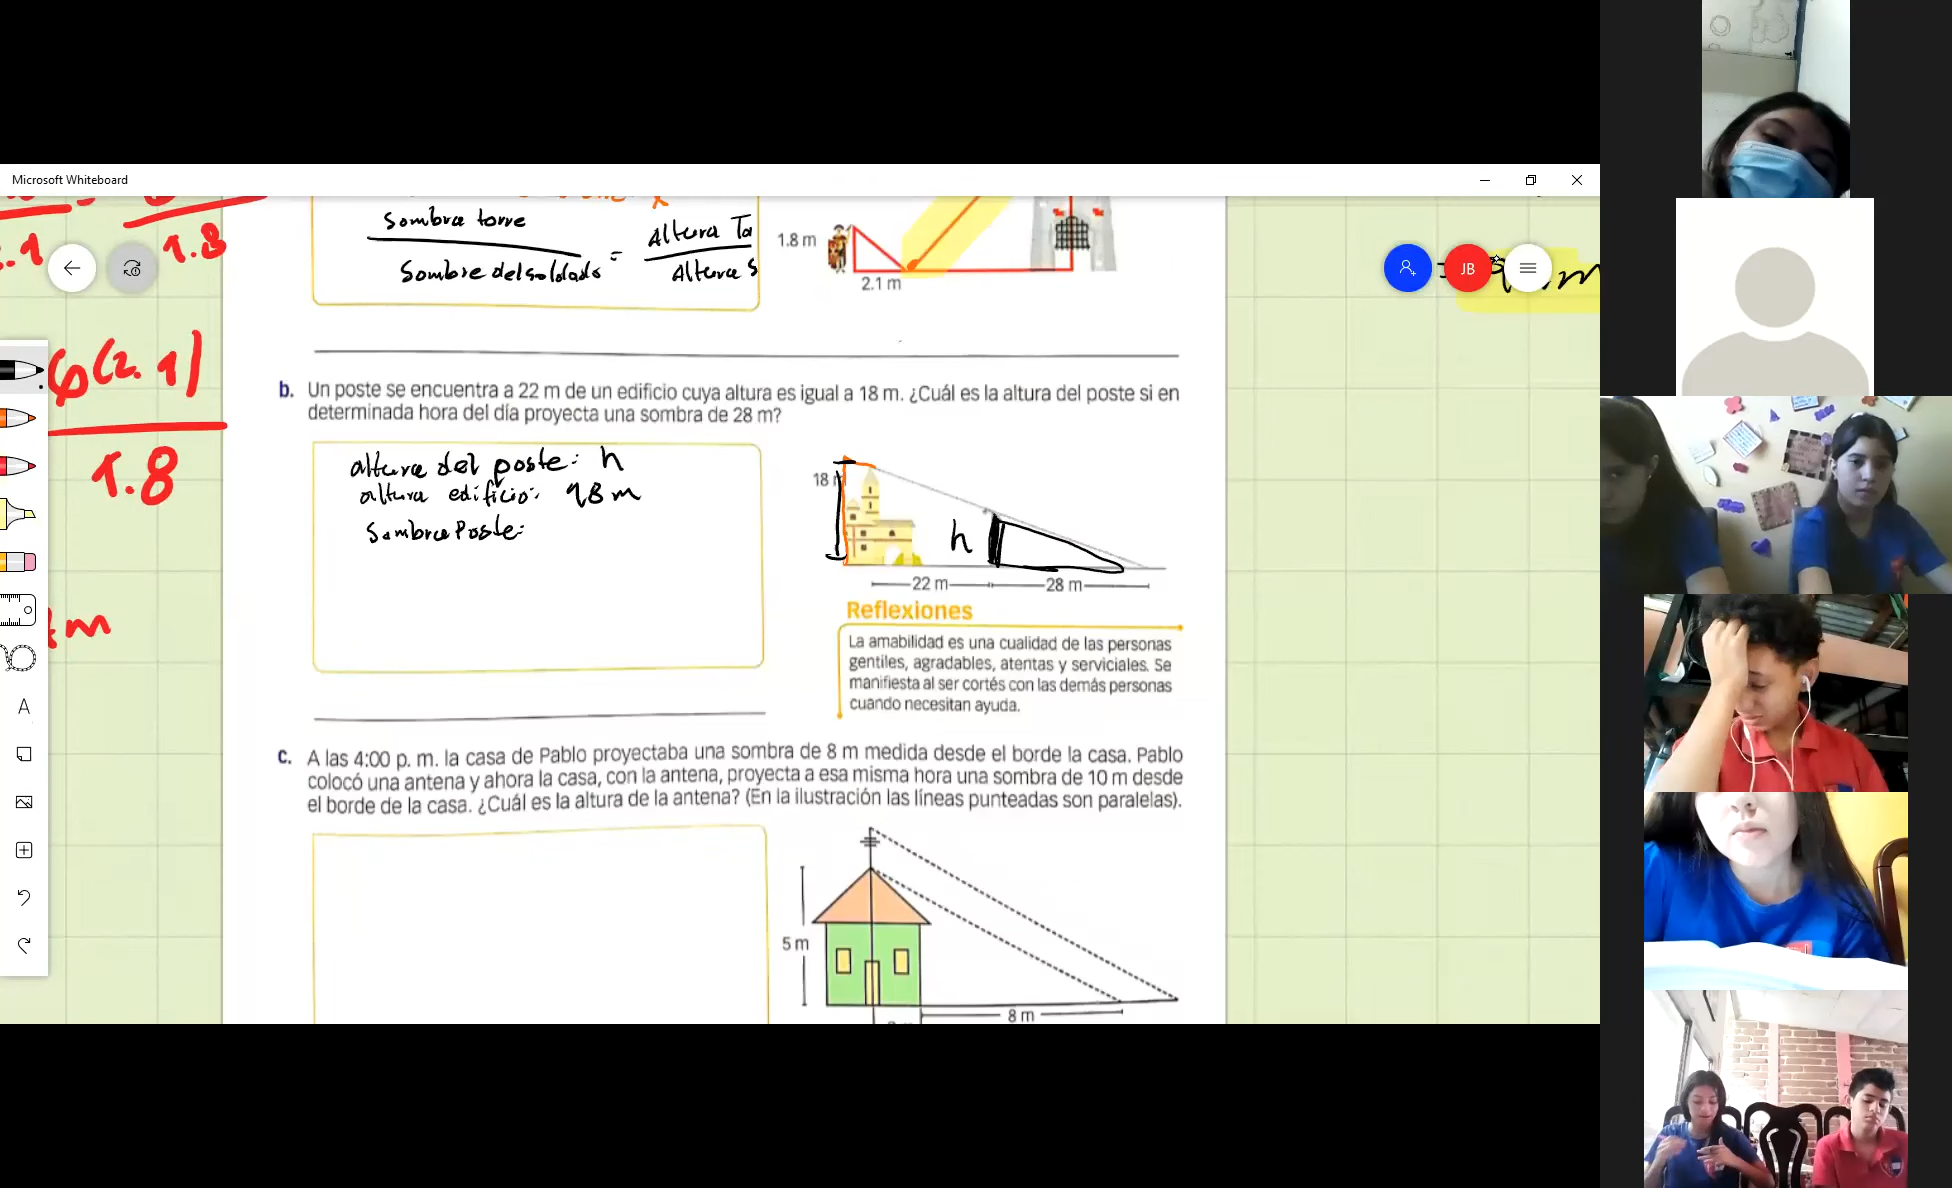 Microsoft Whiteboard
1.8
sombra torre
Sombre del soldado
=
Altura To
Altura S
1.8 m
2.1 m
JB
m
(2.1)
1.8
m
b. Un poste se encuentra a 22 m de un edificio cuya altura es igual a 18 m. ¿Cuál es la altura del poste si en
determinada hora del día proyecta una sombra de 28 m?
altura del poste: h
altura edificio: 18 m
Sombra Poste:
18
h
22 m
28 m
Reflexiones
La amabilidad es una cualidad de las personas
gentiles, agradables, atentas y serviciales. Se
manifiesta al ser cortés con las demás personas
cuando necesitan ayuda.
c. A las 4:00 p. m. la casa de Pablo proyectaba una sombra de 8 m medida desde el borde la casa. Pablo
colocó una antena y ahora la casa, con la antena, proyecta a esa misma hora una sombra de 10 m desde
el borde de la casa. ¿Cuál es la altura de la antena? (En la ilustración las líneas punteadas son paralelas).
5 m
8 m